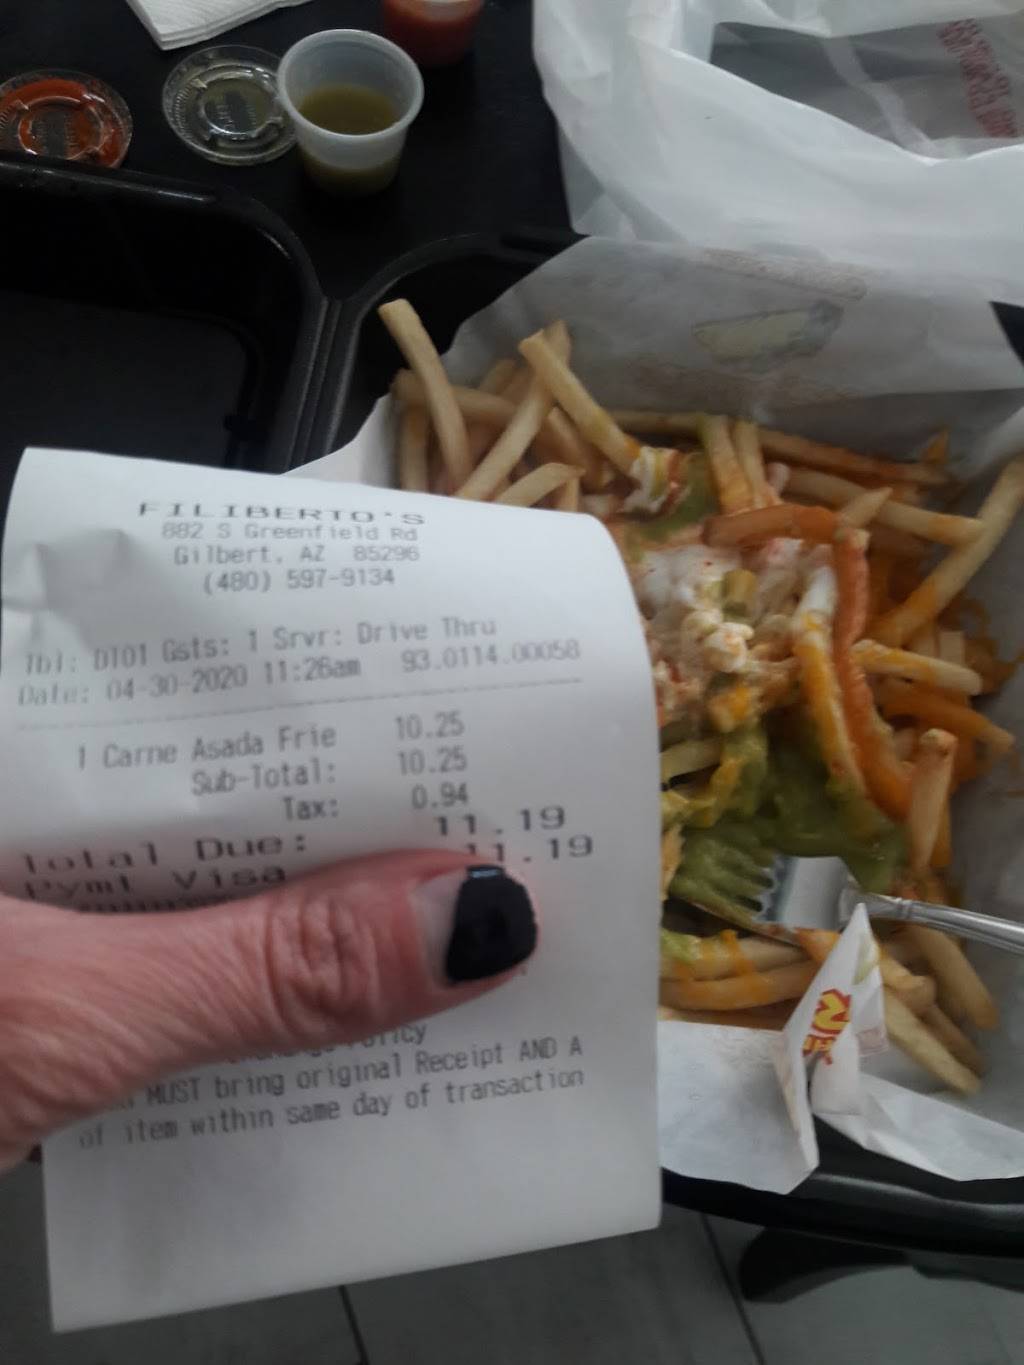 FILIBERTO'S
882 S Greenfield Rd
Gilbert, AZ 85296
(480) 597-9134
Tbl: DT01 Gsts: 1 Srvr: Drive Thru
Date: 04-30-2020 11:26am 93.0114.00058
1 Carne Asada Frie 10.25
Sub-Total: 10.25
Tax: 0.94
Total Due: 11.19
Pymt Visa 11.19
Policy
MUST bring original Receipt AND A
of item within same day of transaction